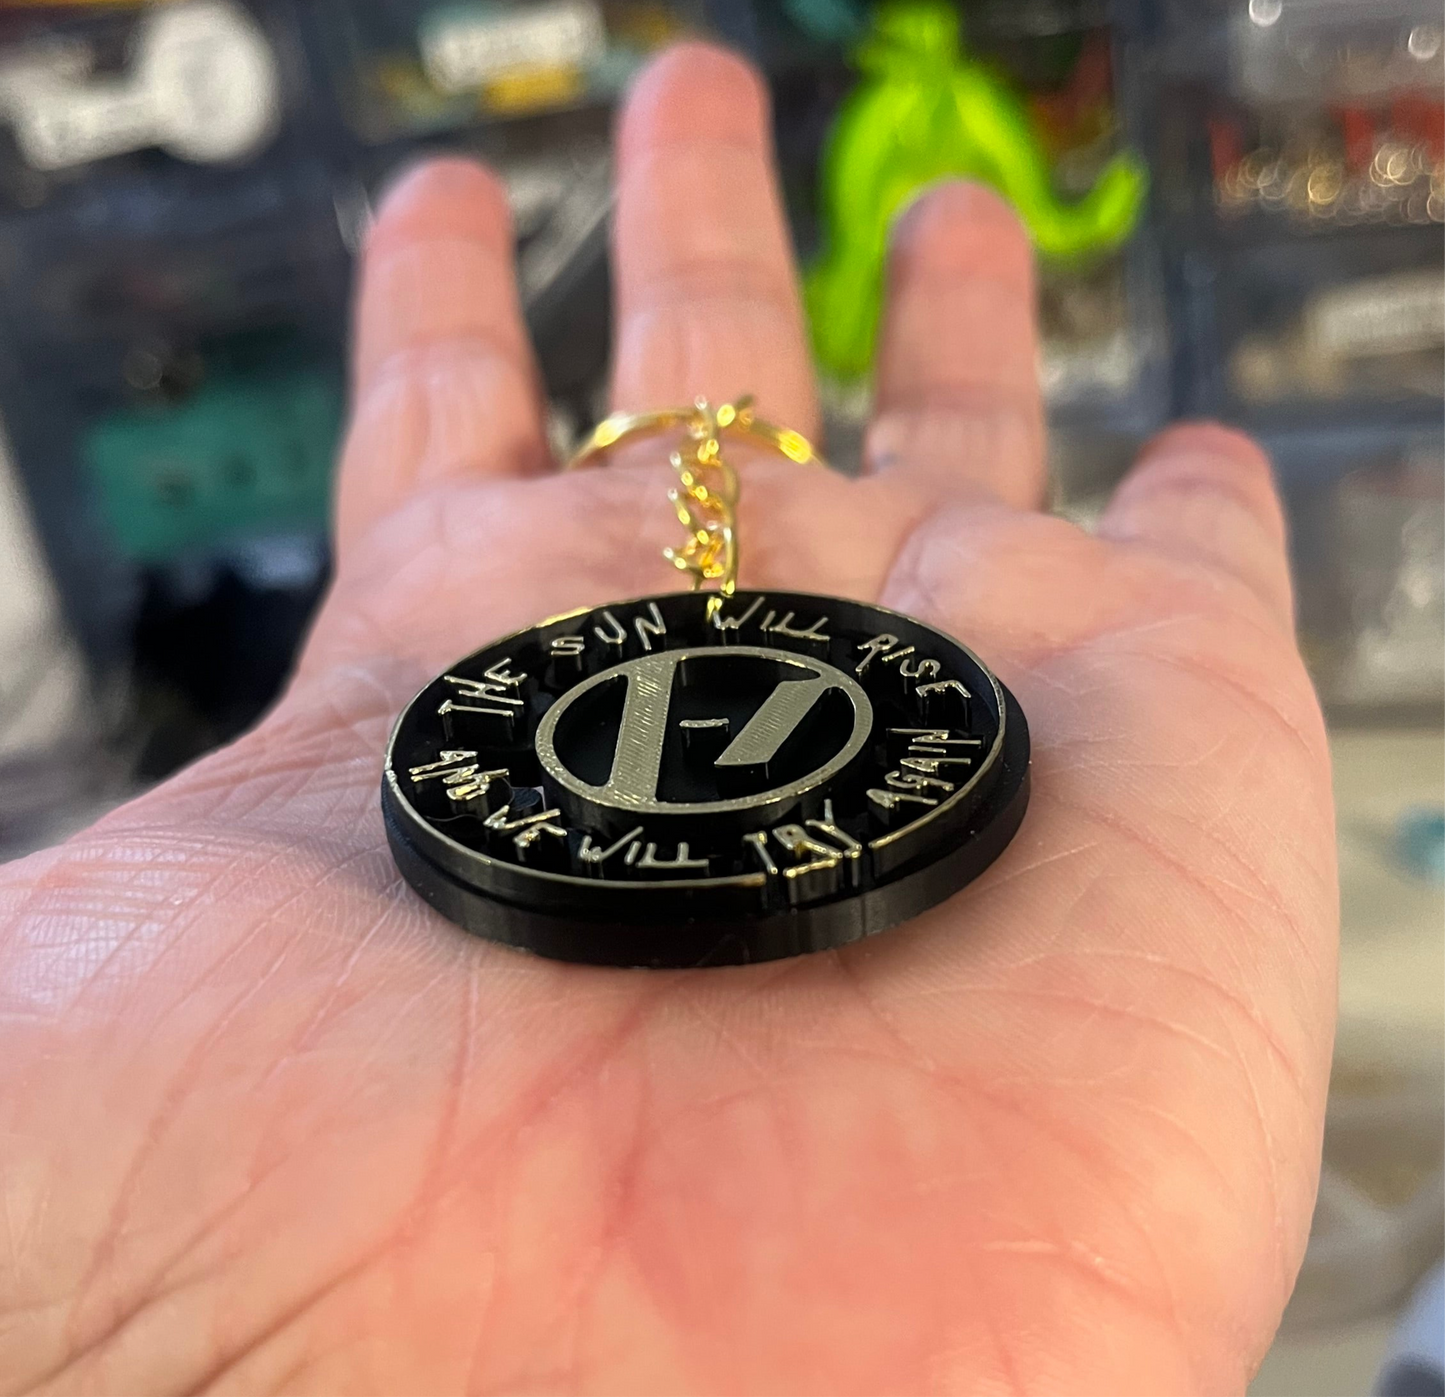 THE SUN WILL RISE
AND WE WILL TRY AGAIN